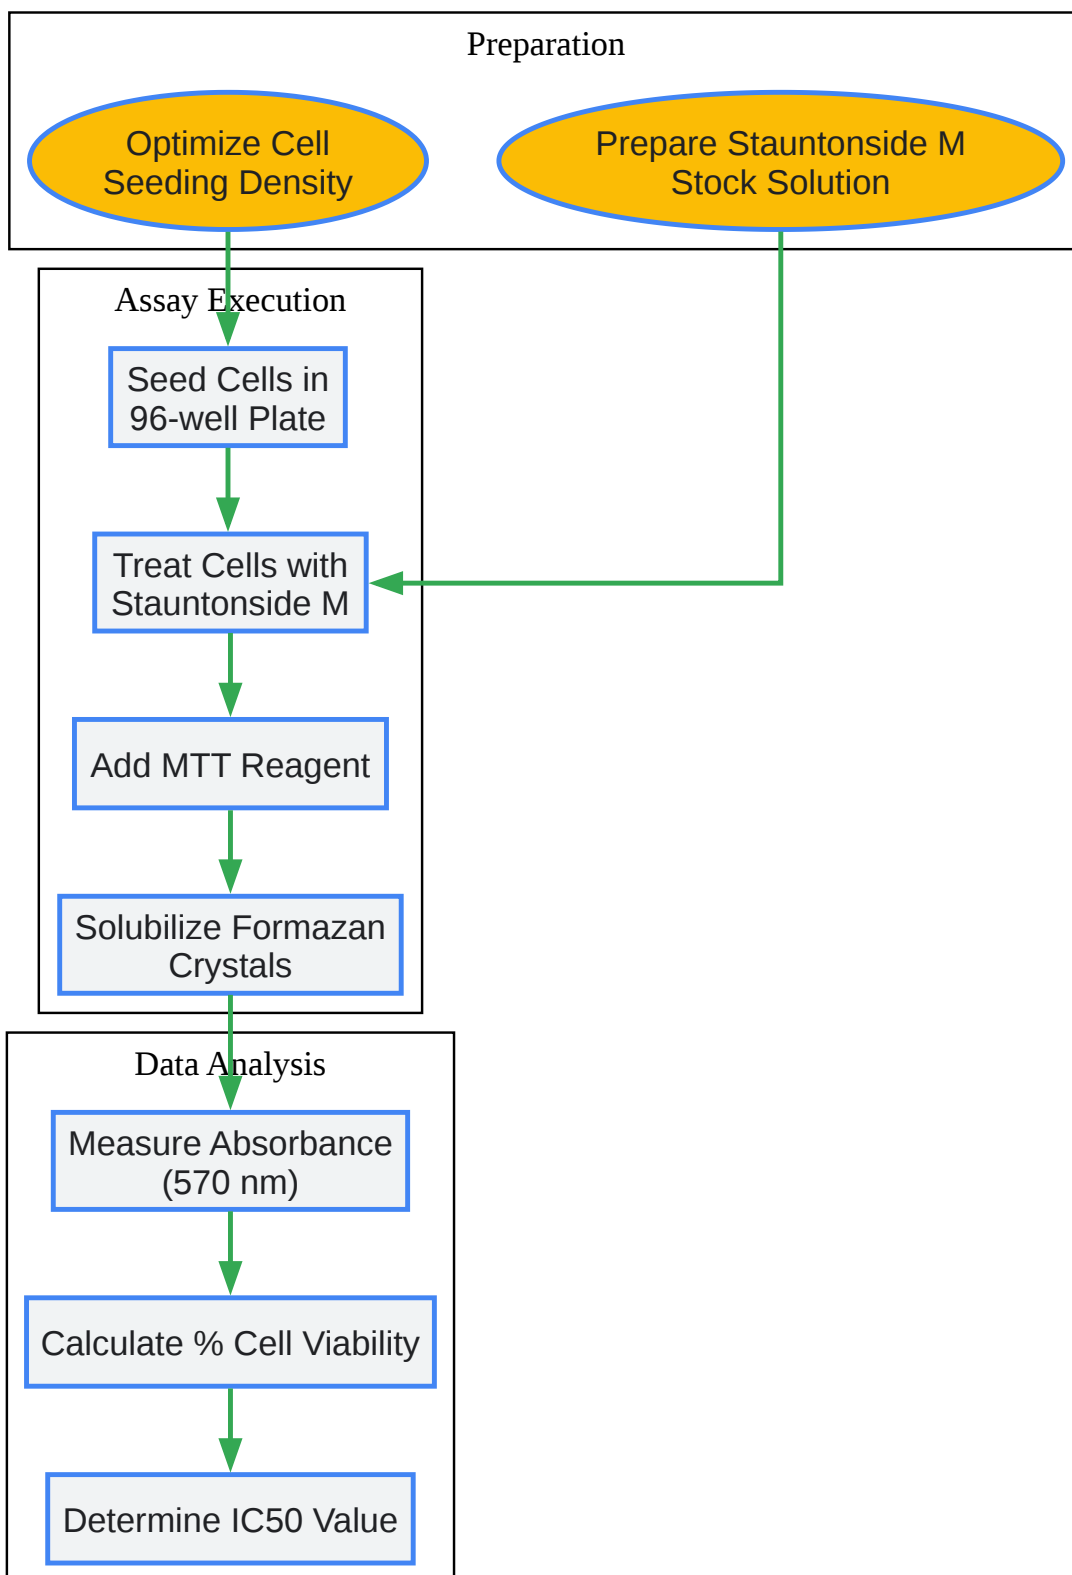 Preparation
Optimize Cell
Seeding Density
Prepare Stauntonside M
Stock Solution
Assay Execution
Seed Cells in
96-well Plate
Treat Cells with
Stauntonside M
Add MTT Reagent
Solubilize Formazan
Crystals
Data Analysis
Measure Absorbance
(570 nm)
Calculate % Cell Viability
Determine IC50 Value